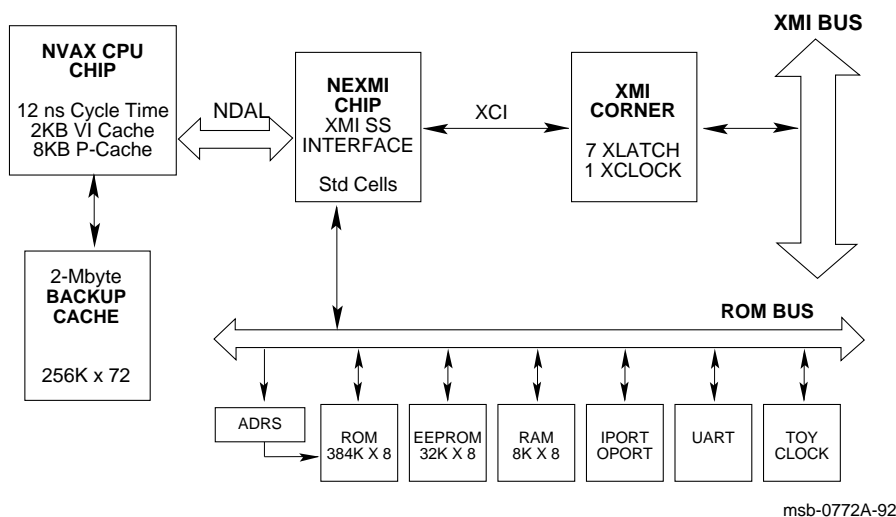 XMI BUS
NVAX CPU
CHIP
12 ns Cycle Time
2KB VI Cache
8KB P-Cache
NDAL
NEXMI
CHIP
XMI SS
INTERFACE
Std Cells
XCI
XMI
CORNER
7 XLATCH
1 XCLOCK
2-Mbyte
BACKUP
CACHE
256K x 72
ROM BUS
ADRS
ROM
384K X 8
EEPROM
32K X 8
RAM
8K X 8
IPORT
OPORT
UART
TOY
CLOCK
msb-0772A-92